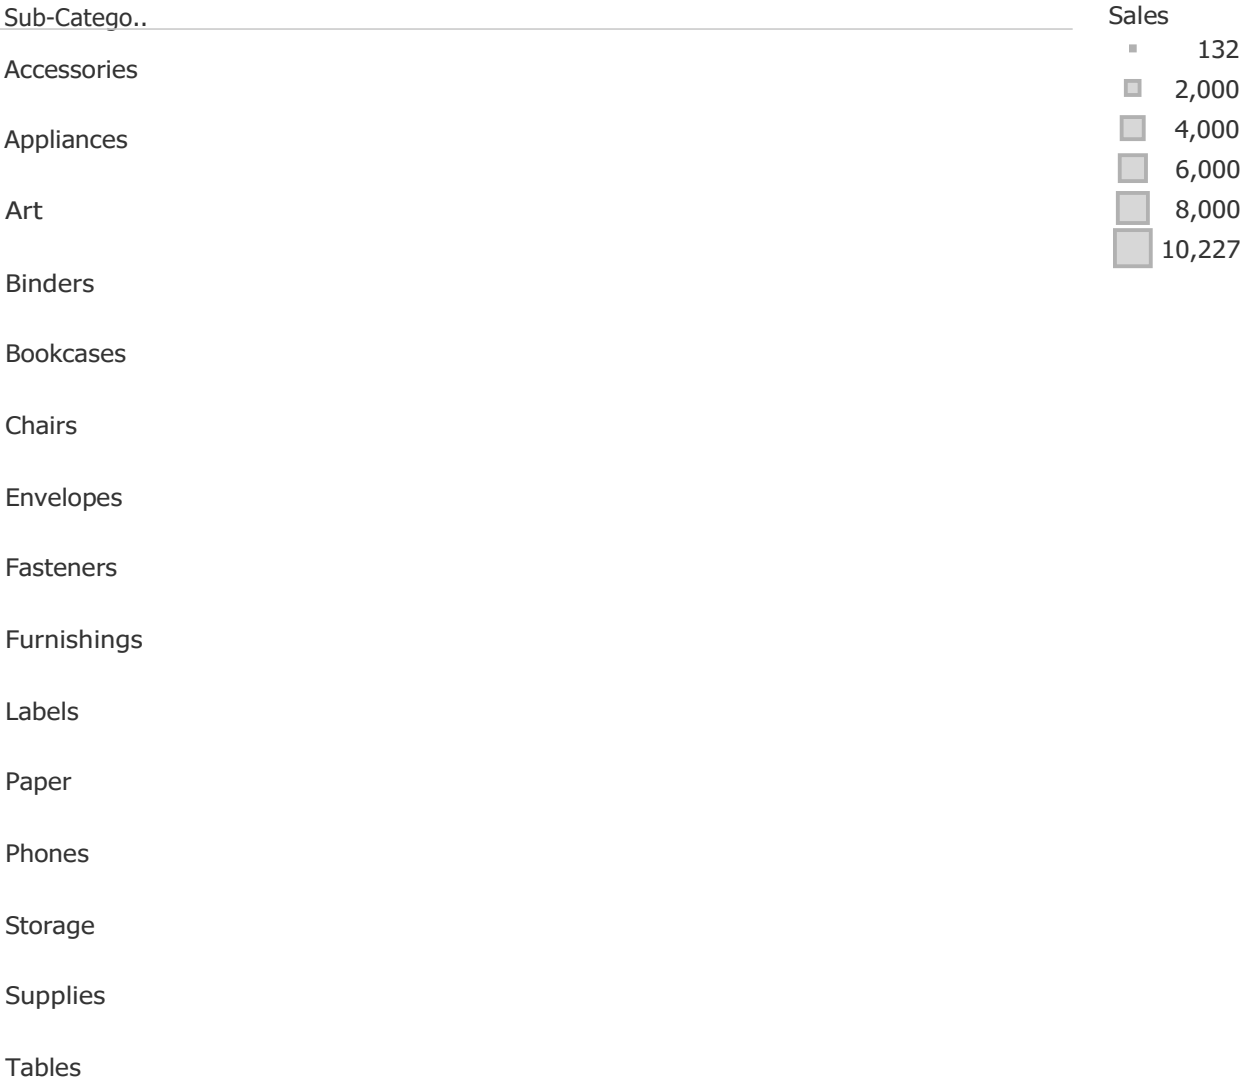 Sub-Catego..
Accessories
Appliances
Art
Binders
Bookcases
Chairs
Envelopes
Fasteners
Furnishings
Labels
Paper
Phones
Storage
Supplies
Tables
Sales
132
2,000
4,000
6,000
8,000
10,227